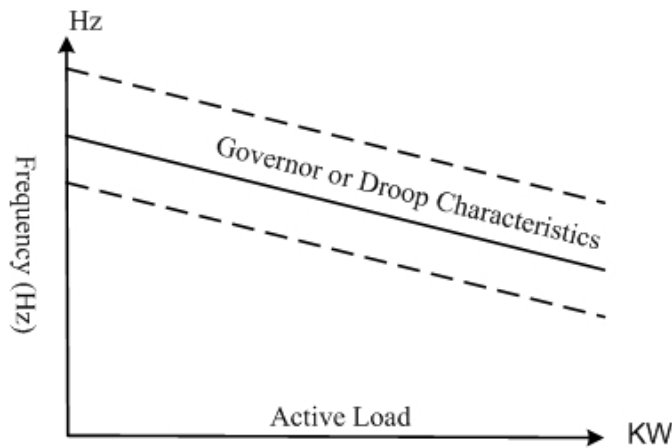 Hz
Governor or Droop Characteristics
Frequency (Hz)
Active Load
KW